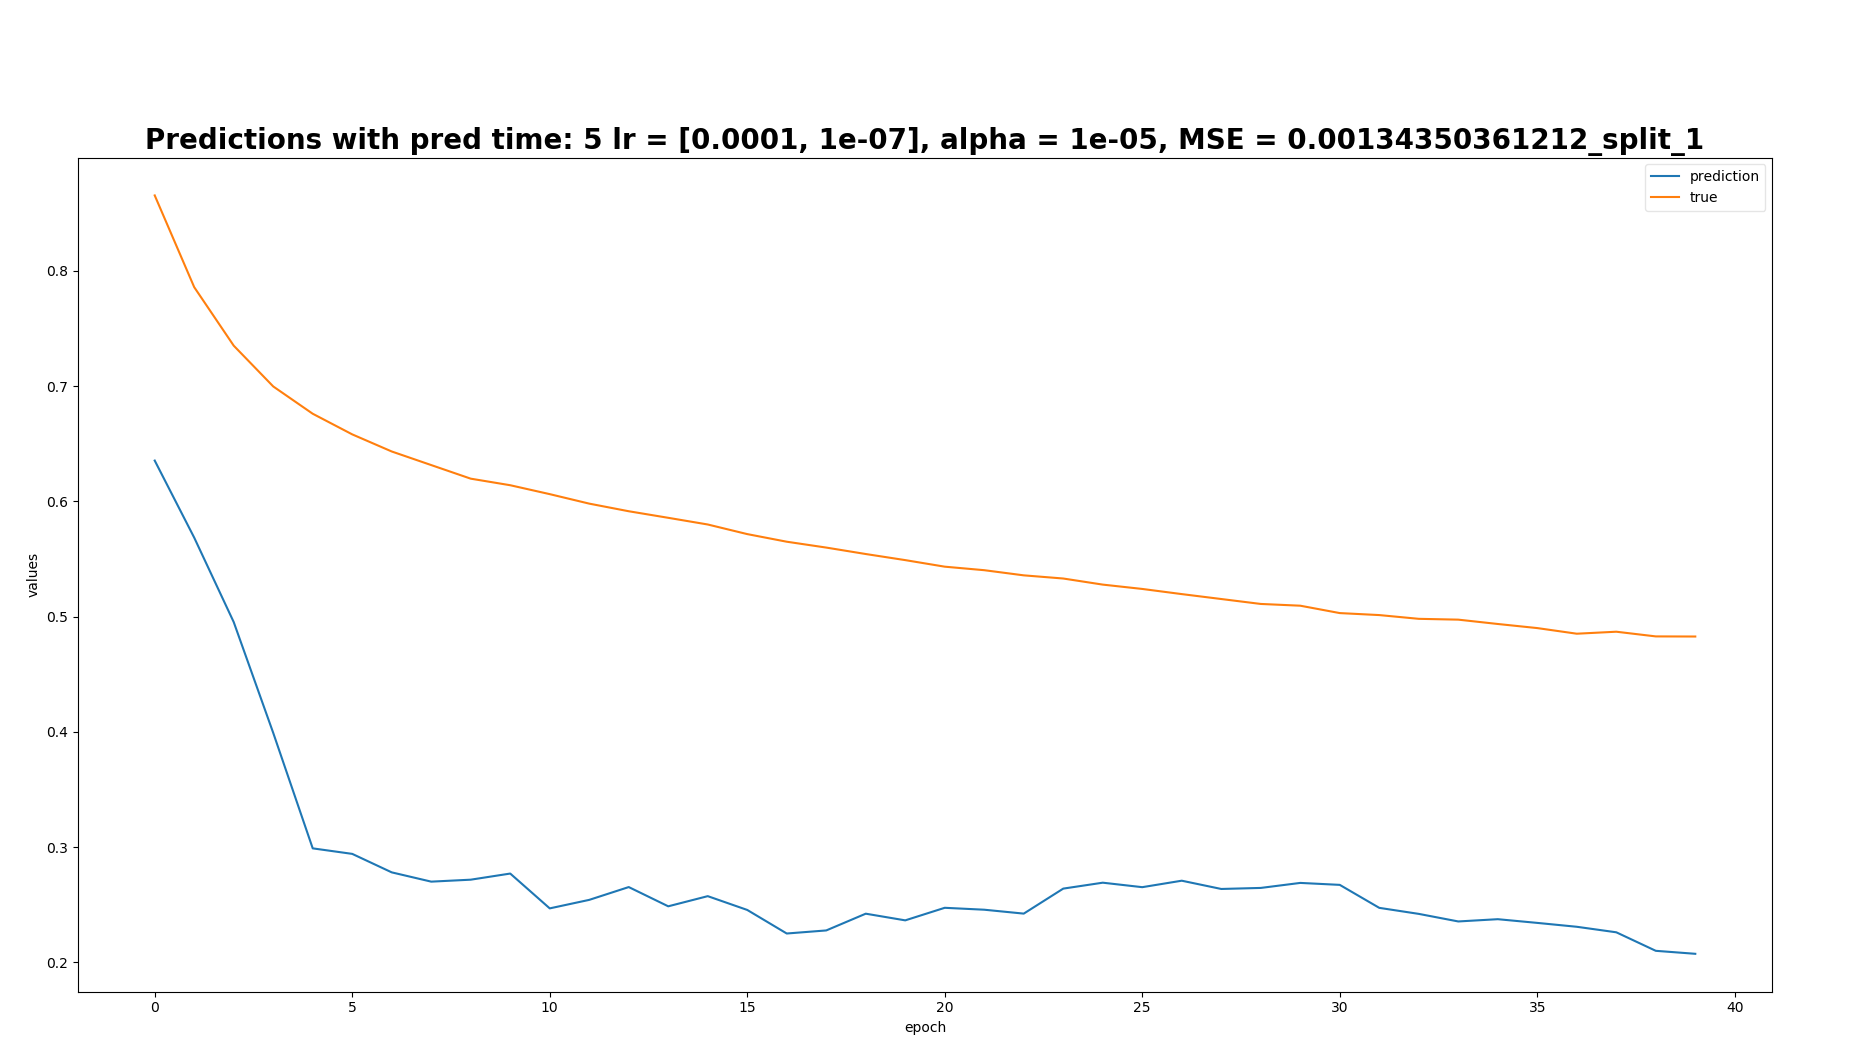 Predictions with pred time: 5 lr = [0.0001, 1e-07], alpha = 1e-05, MSE = 0.00134350361212_split_1
prediction
true
0.8
0.7
0.6
0.5
0.4
0.3
0.2
values
0 5 10 15 20 25 30 35 40
epoch